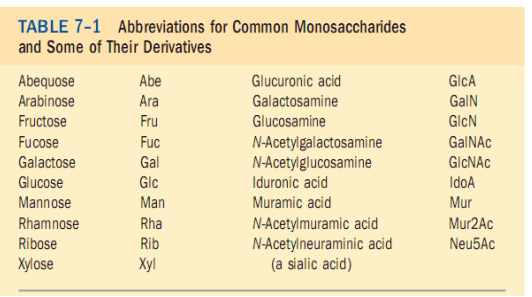 TABLE 7–1 Abbreviations for Common Monosaccharides
and Some of Their Derivatives
Abequose Abe Glucuronic acid GlcA
Arabinose Ara Galactosamine GalN
Fructose Fru Glucosamine GlcN
Fucose Fuc N-Acetylgalactosamine GalNAc
Galactose Gal N-Acetylglucosamine GlcNAc
Glucose Glc Iduronic acid IdoA
Mannose Man Muramic acid Mur
Rhamnose Rha N-Acetylmuramic acid Mur2Ac
Ribose Rib N-Acetylneuraminic acid Neu5Ac
Xylose Xyl (a sialic acid)